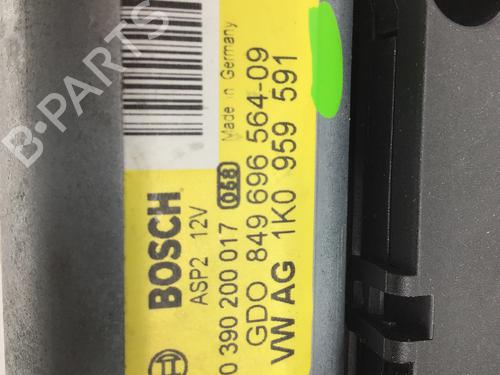 BOSCH
Made in Germany
ASP2 12V
0 390 200 017 068
GDO 849 696 564-09
VW AG 1K0 959 591
B-PARTS